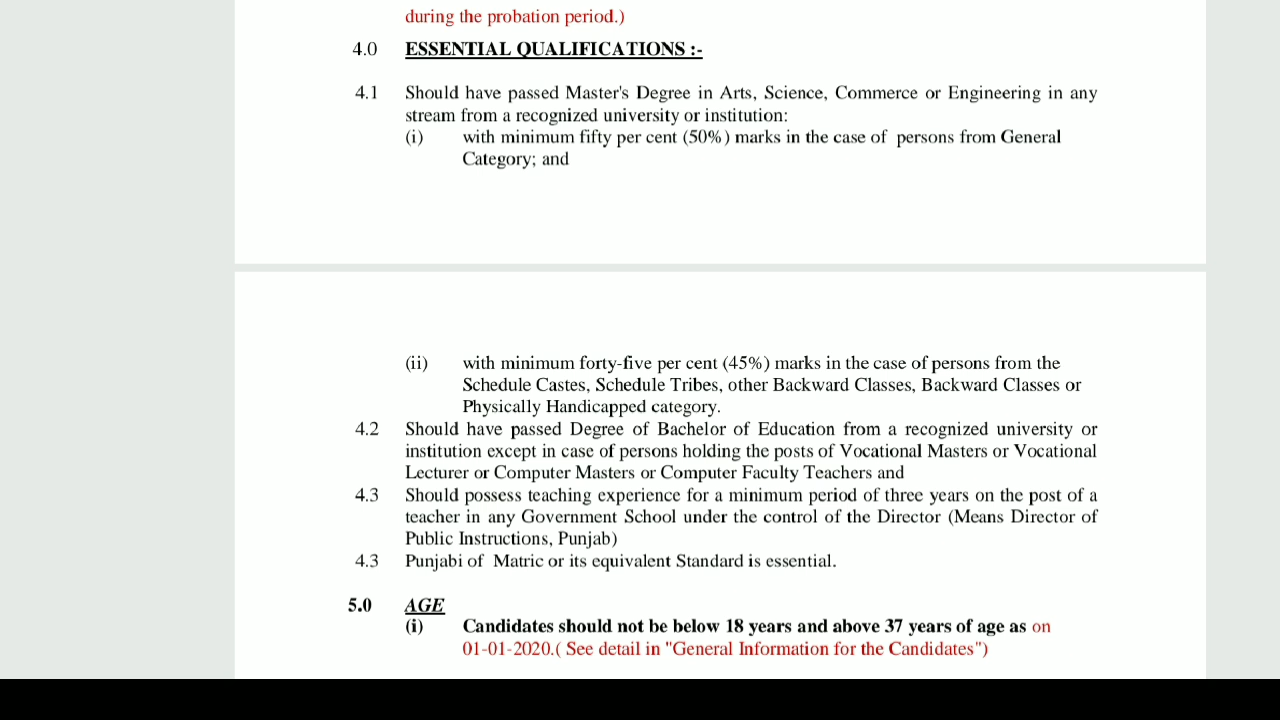 during the probation period.)
4.0 ESSENTIAL QUALIFICATIONS :-
4.1 Should have passed Master's Degree in Arts, Science, Commerce or Engineering in any
stream from a recognized university or institution:
(i) with minimum fifty per cent (50%) marks in the case of persons from General
Category; and
(ii) with minimum forty-five per cent (45%) marks in the case of persons from the
Schedule Castes, Schedule Tribes, other Backward Classes, Backward Classes or
Physically Handicapped category.
4.2 Should have passed Degree of Bachelor of Education from a recognized university or
institution except in case of persons holding the posts of Vocational Masters or Vocational
Lecturer or Computer Masters or Computer Faculty Teachers and
4.3 Should possess teaching experience for a minimum period of three years on the post of a
teacher in any Government School under the control of the Director (Means Director of
Public Instructions, Punjab)
4.3 Punjabi of Matric or its equivalent Standard is essential.
5.0 AGE
(i) Candidates should not be below 18 years and above 37 years of age as on
01-01-2020.( See detail in "General Information for the Candidates")